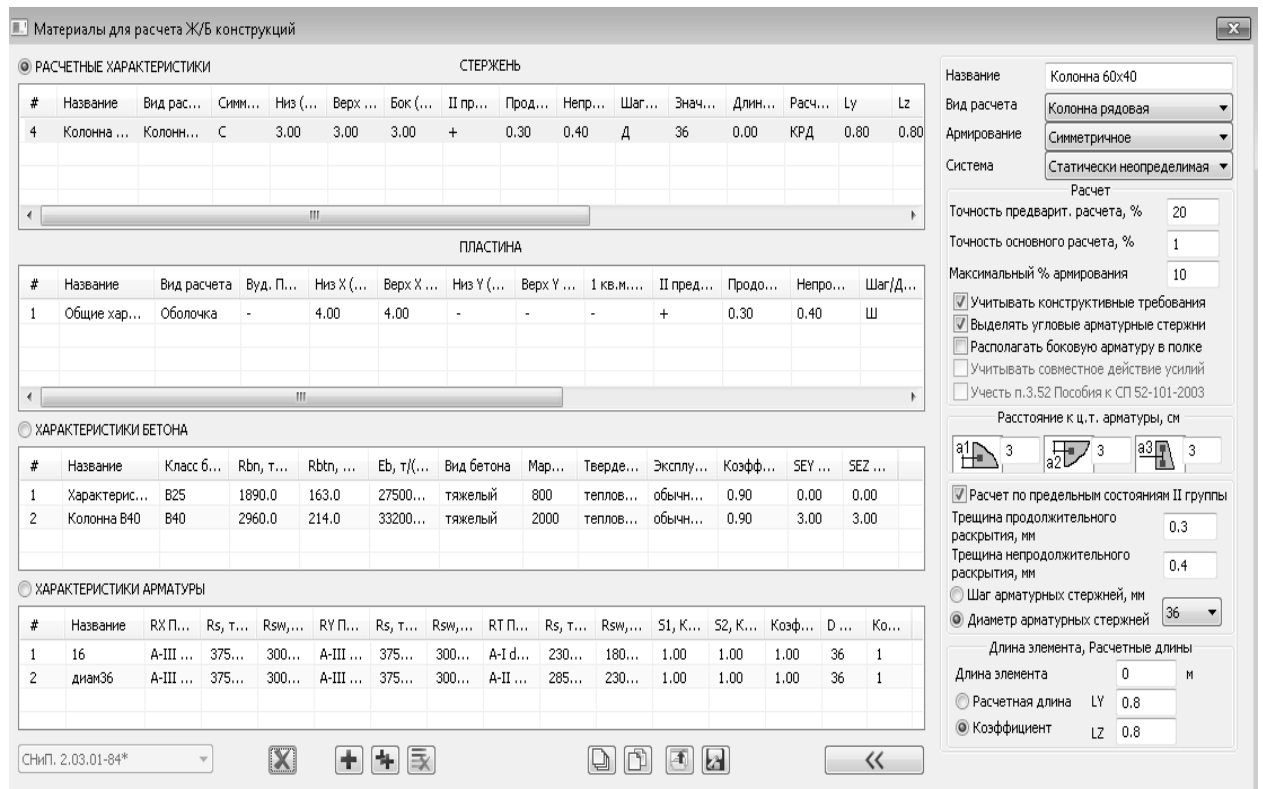 Материалы для расчета Ж/Б конструкций
РАСЧЕТНЫЕ ХАРАКТЕРИСТИКИ СТЕРЖЕНЬ
# Название Вид рас... Симм... Низ (... Верх ... Бок (... II пр... Прод... Непр... Шаг... Знач... Длин... Расч... Ly Lz
4 Колонна ... Колонн... С 3.00 3.00 3.00 + 0.30 0.40 Д 36 0.00 КРД 0.80 0.80
ПЛАСТИНА
# Название Вид расчета Вуд. П... Низ X (... Верх X ... Низ Y (... Верх Y ... 1 кв.м.... II пред... Продо... Непро... Шаг/Д...
1 Общие хар... Оболочка - 4.00 4.00 - - - + 0.30 0.40 Ш
ХАРАКТЕРИСТИКИ БЕТОНА
# Название Класс б... Rbn, т... Rbtn, ... Eb, т/(... Вид бетона Мар... Тверде... Эксплу... Коэфф... SEY ... SEZ ...
1 Характерис... B25 1890.0 163.0 27500... тяжелый 800 теплов... обычн... 0.90 0.00 0.00
2 Колонна В40 B40 2960.0 214.0 33200... тяжелый 2000 теплов... обычн... 0.90 3.00 3.00
ХАРАКТЕРИСТИКИ АРМАТУРЫ
# Название RX П... Rs, т... Rsw,... RY П... Rs, т... Rsw,... RT П... Rs, т... Rsw,... S1, К... S2, К... Коэф... D ... Ко...
1 16 A-III ... 375... 300... A-III ... 375... 300... A-I d... 230... 180... 1.00 1.00 1.00 36 1
2 диам36 A-III ... 375... 300... A-III ... 375... 300... A-II ... 285... 230... 1.00 1.00 1.00 36 1
СНиП. 2.03.01-84*
<<
Название Колонна 60x40
Вид расчета Колонна рядовая
Армирование Симметричное
Система Статически неопределимая
Расчет
Точность предварит. расчета, % 20
Точность основного расчета, % 1
Максимальный % армирования 10
Учитывать конструктивные требования
Выделять угловые арматурные стержни
Располагать боковую арматуру в полке
Учитывать совместное действие усилий
Учесть п.3.52 Пособия к СП 52-101-2003
Расстояние к ц.т. арматуры, см
a1 3 a2 3 a3 3
Расчет по предельным состояниям II группы
Трещина продолжительного
раскрытия, мм 0.3
Трещина непродолжительного
раскрытия, мм 0.4
Шаг арматурных стержней, мм
Диаметр арматурных стержней 36
Длина элемента, Расчетные длины
Длина элемента 0 м
Расчетная длина LY 0.8
Коэффициент LZ 0.8